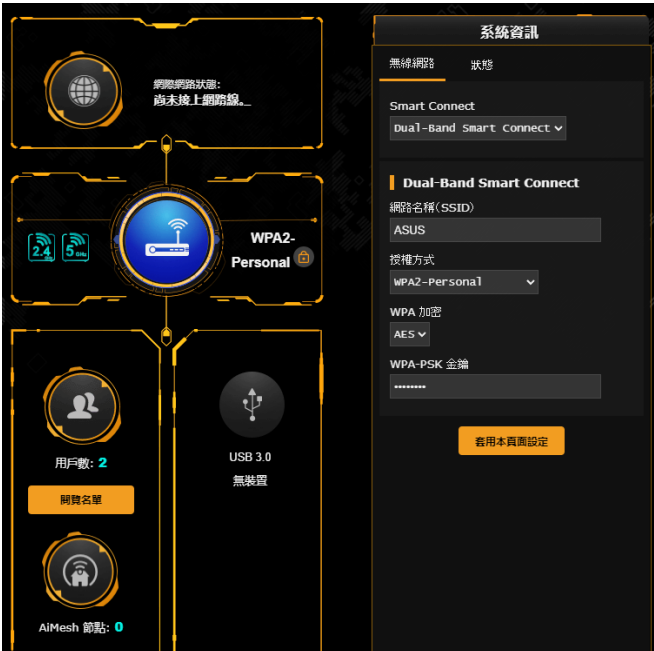 網際網路狀態:
尚未接上網路線。
2.4 GHz
5 GHz
WPA2-
Personal
用戶數: 2
閱覽名單
AiMesh 節點: 0
USB 3.0
無裝置
系統資訊
無線網路
狀態
Smart Connect
Dual-Band Smart Connect
Dual-Band Smart Connect
網路名稱(SSID)
ASUS
授權方式
WPA2-Personal
WPA 加密
AES
WPA-PSK 金鑰
••••••••
套用本頁面設定